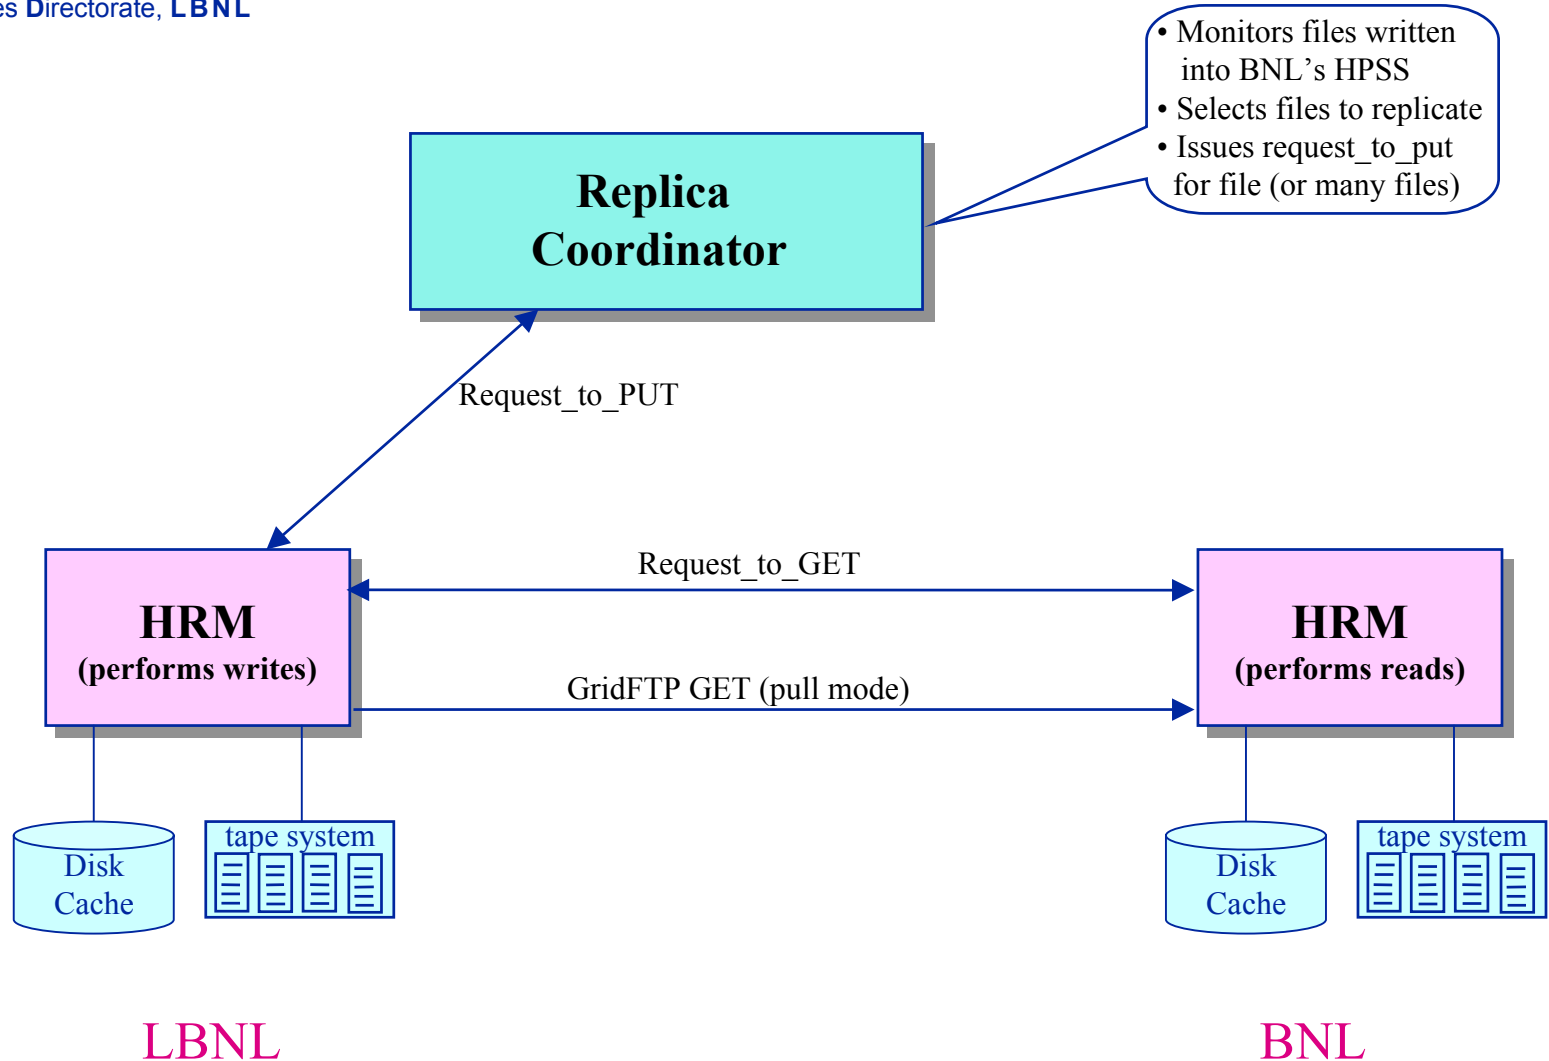 Directorate, LBNL
• Monitors files written
into BNL's HPSS
• Selects files to replicate
• Issues request_to_put
for file (or many files)
Replica
Coordinator
Request_to_PUT
Request_to_GET
HRM
(performs writes)
HRM
(performs reads)
GridFTP GET (pull mode)
Disk
Cache
tape system
Disk
Cache
tape system
LBNL
BNL